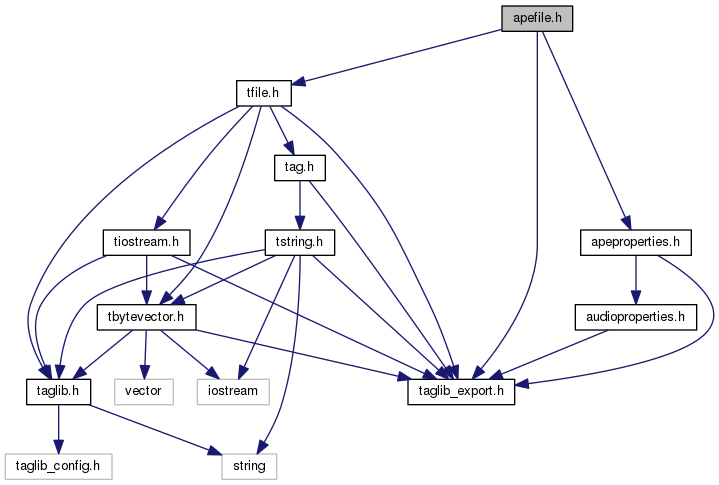 apefile.h
tfile.h
tag.h
tiostream.h
tstring.h
apeproperties.h
tbytevector.h
audioproperties.h
taglib.h
vector
iostream
taglib_export.h
taglib_config.h
string